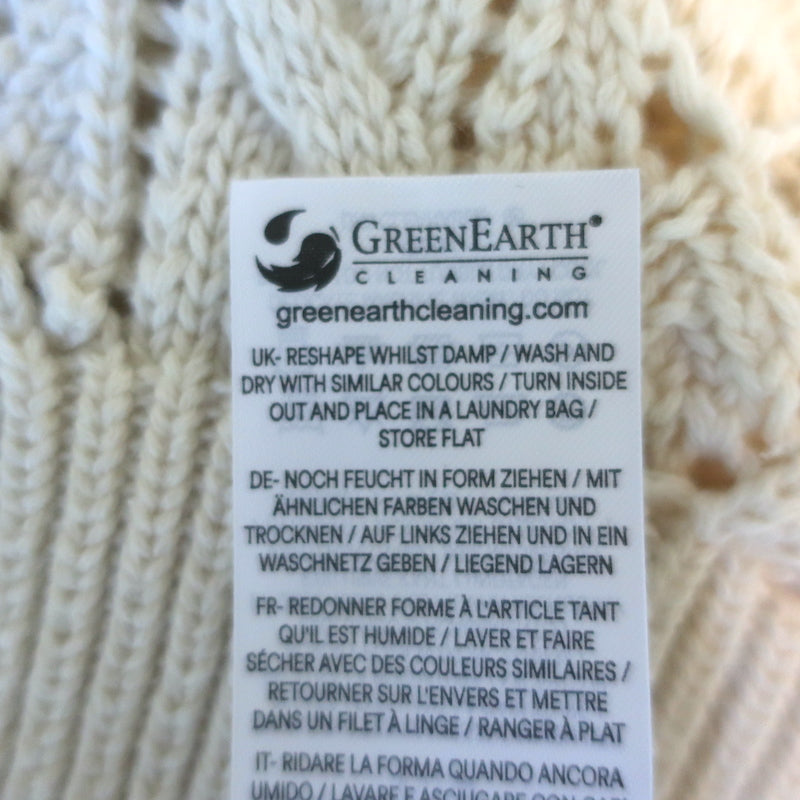 GREENEARTH®
CLEANING
greenearthcleaning.com
UK- RESHAPE WHILST DAMP / WASH AND
DRY WITH SIMILAR COLOURS / TURN INSIDE
OUT AND PLACE IN A LAUNDRY BAG /
STORE FLAT
DE- NOCH FEUCHT IN FORM ZIEHEN / MIT
ÄHNLICHEN FARBEN WASCHEN UND
TROCKNEN / AUF LINKS ZIEHEN UND IN EIN
WASCHNETZ GEBEN / LIEGEND LAGERN
FR- REDONNER FORME À L'ARTICLE TANT
QU'IL EST HUMIDE / LAVER ET FAIRE
SÉCHER AVEC DES COULEURS SIMILAIRES /
RETOURNER SUR L'ENVERS ET METTRE
DANS UN FILET À LINGE / RANGER À PLAT
IT- RIDARE LA FORMA QUANDO ANCORA
UMIDO / LAVARE E ASCIUGARE CON